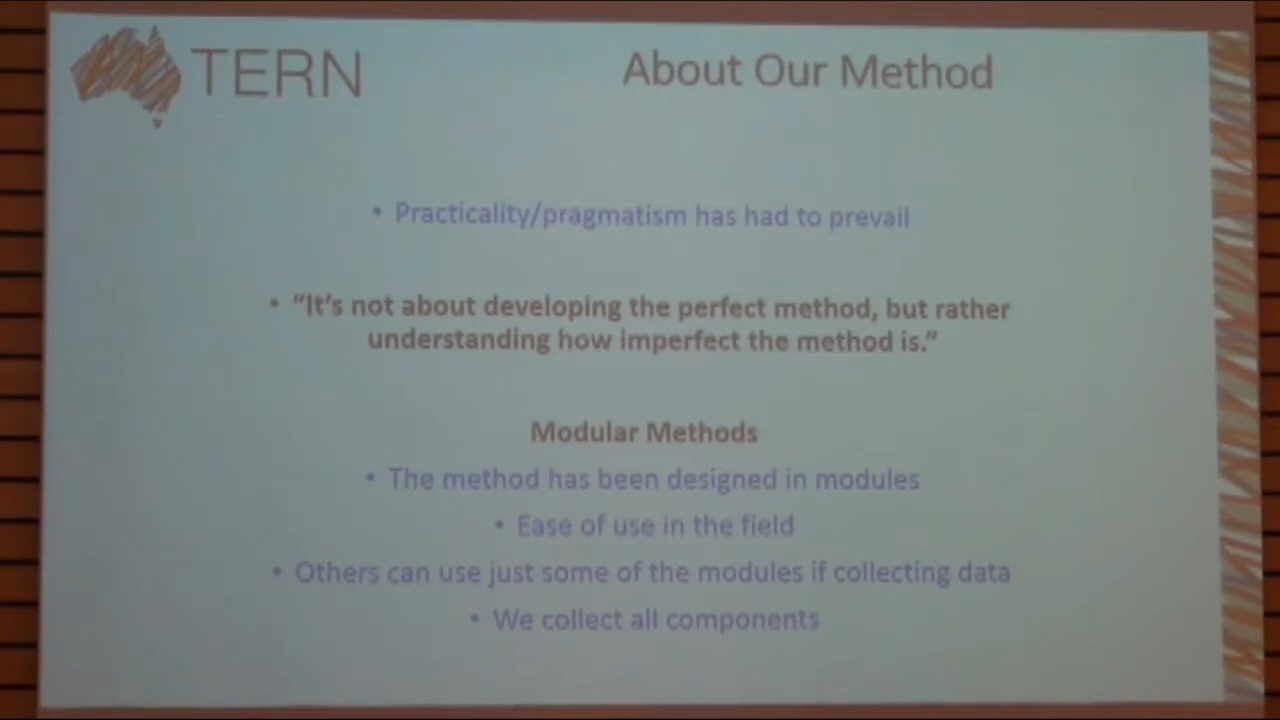 TERN
About Our Method
• Practicality/pragmatism has had to prevail
• “It’s not about developing the perfect method, but rather
understanding how imperfect the method is.”
Modular Methods
• The method has been designed in modules
• Ease of use in the field
• Others can use just some of the modules if collecting data
• We collect all components